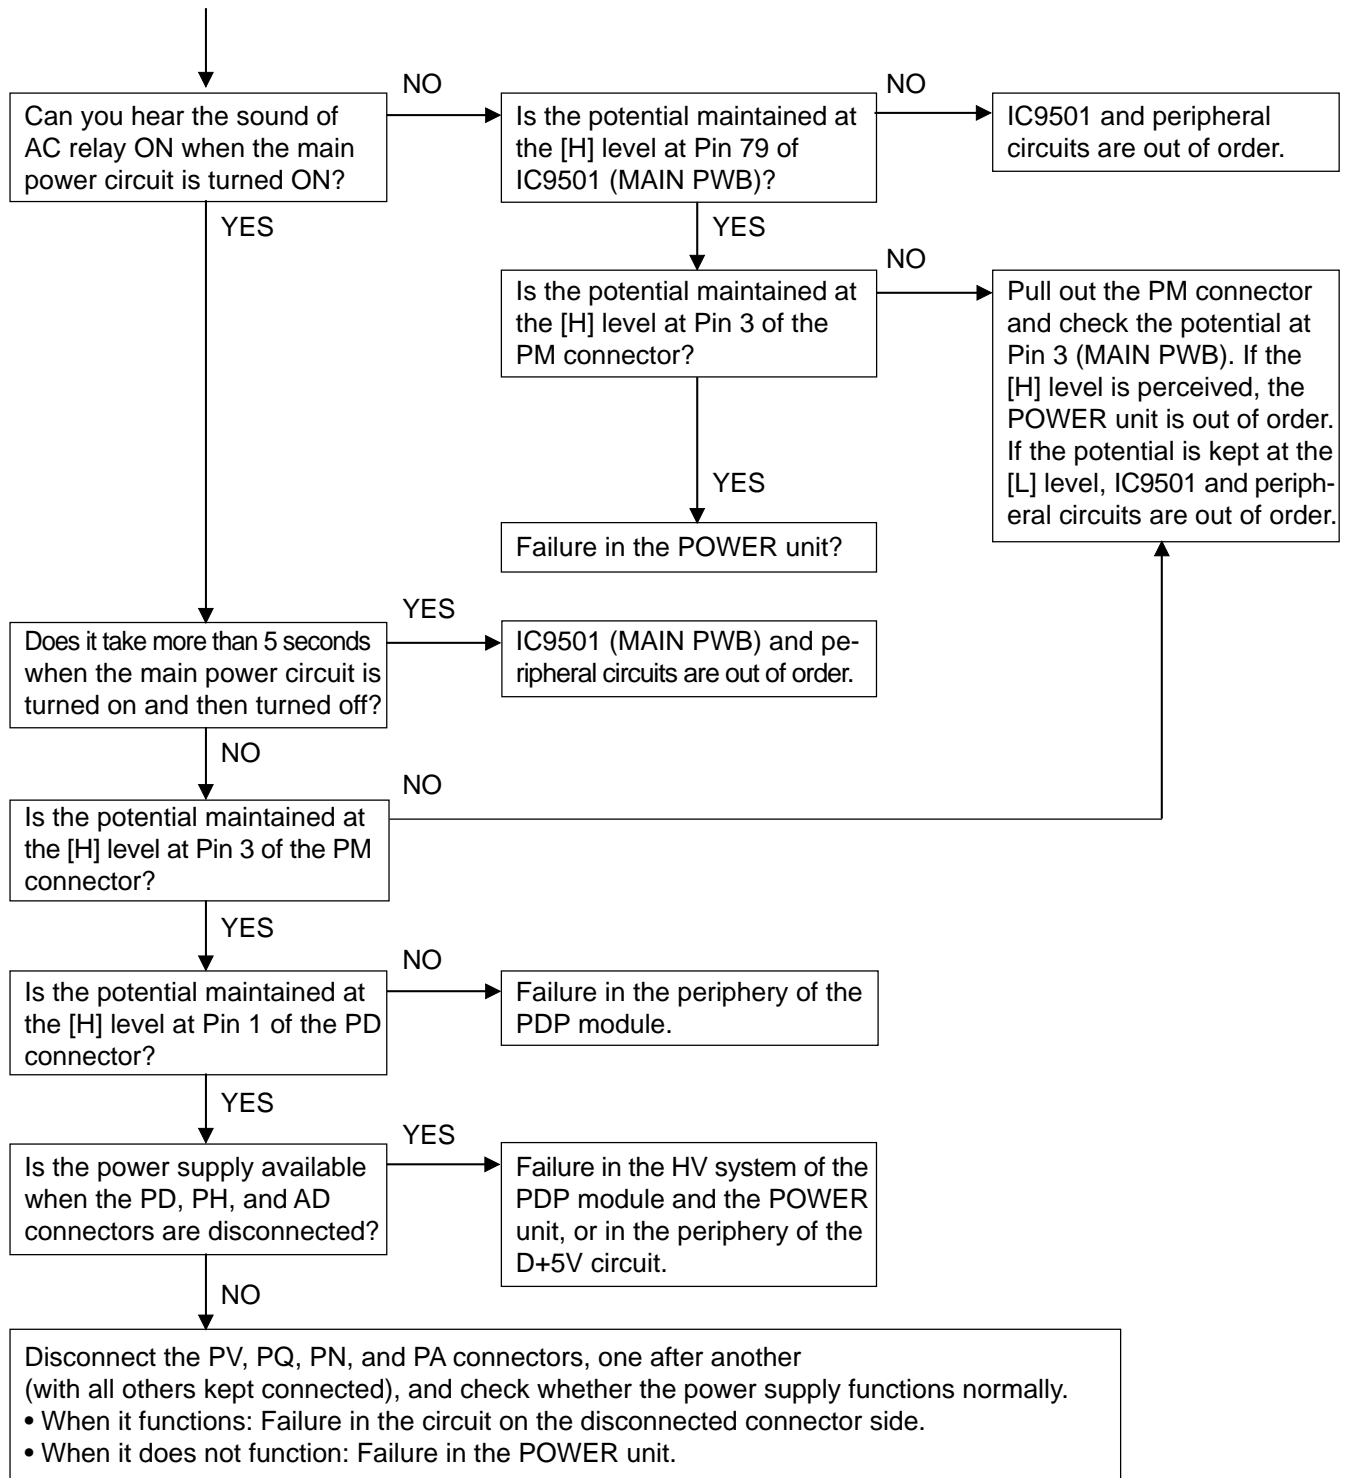 NO
NO
Can you hear the sound of
AC relay ON when the main
power circuit is turned ON?
Is the potential maintained at
the [H] level at Pin 79 of
IC9501 (MAIN PWB)?
IC9501 and peripheral
circuits are out of order.
YES
YES
NO
Is the potential maintained at
the [H] level at Pin 3 of the
PM connector?
Pull out the PM connector
and check the potential at
Pin 3 (MAIN PWB). If the
[H] level is perceived, the
POWER unit is out of order.
If the potential is kept at the
[L] level, IC9501 and periph-
eral circuits are out of order.
YES
Failure in the POWER unit?
YES
Does it take more than 5 seconds
when the main power circuit is
turned on and then turned off?
IC9501 (MAIN PWB) and pe-
ripheral circuits are out of order.
NO
NO
Is the potential maintained at
the [H] level at Pin 3 of the PM
connector?
YES
NO
Is the potential maintained at
the [H] level at Pin 1 of the PD
connector?
Failure in the periphery of the
PDP module.
YES
YES
Is the power supply available
when the PD, PH, and AD
connectors are disconnected?
Failure in the HV system of the
PDP module and the POWER
unit, or in the periphery of the
D+5V circuit.
NO
Disconnect the PV, PQ, PN, and PA connectors, one after another
(with all others kept connected), and check whether the power supply functions normally.
• When it functions: Failure in the circuit on the disconnected connector side.
• When it does not function: Failure in the POWER unit.